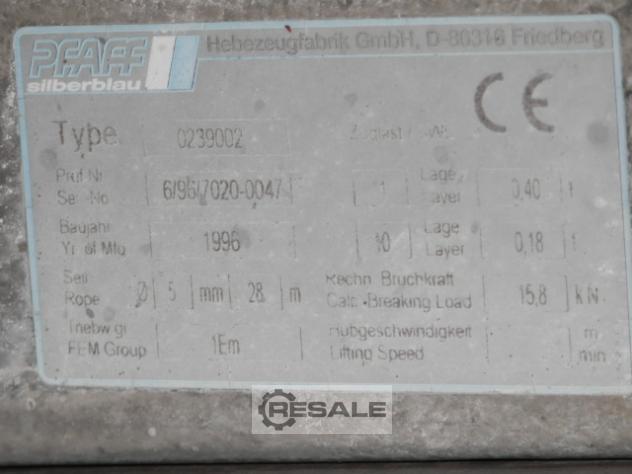 PFAFF
silberblau
Hebezeugfabrik GmbH, D-80316 Friedberg
CE
Type 0239002 Zuglast /
Prüf Nr
Ser-No 6/96/7020-0047 1 Lage
Layer 0,40 t
Baujahr
Yr of Mfg 1996 10 Lage
Layer 0,18 t
Seil
Rope Ø 5 mm 28 m Rechn. Bruchkraft
Calc.-Breaking Load 15,8 kN
Triebw.gr
FEM Group 1Em Hubgeschwindigkeit
Lifting Speed m
min
RESALE